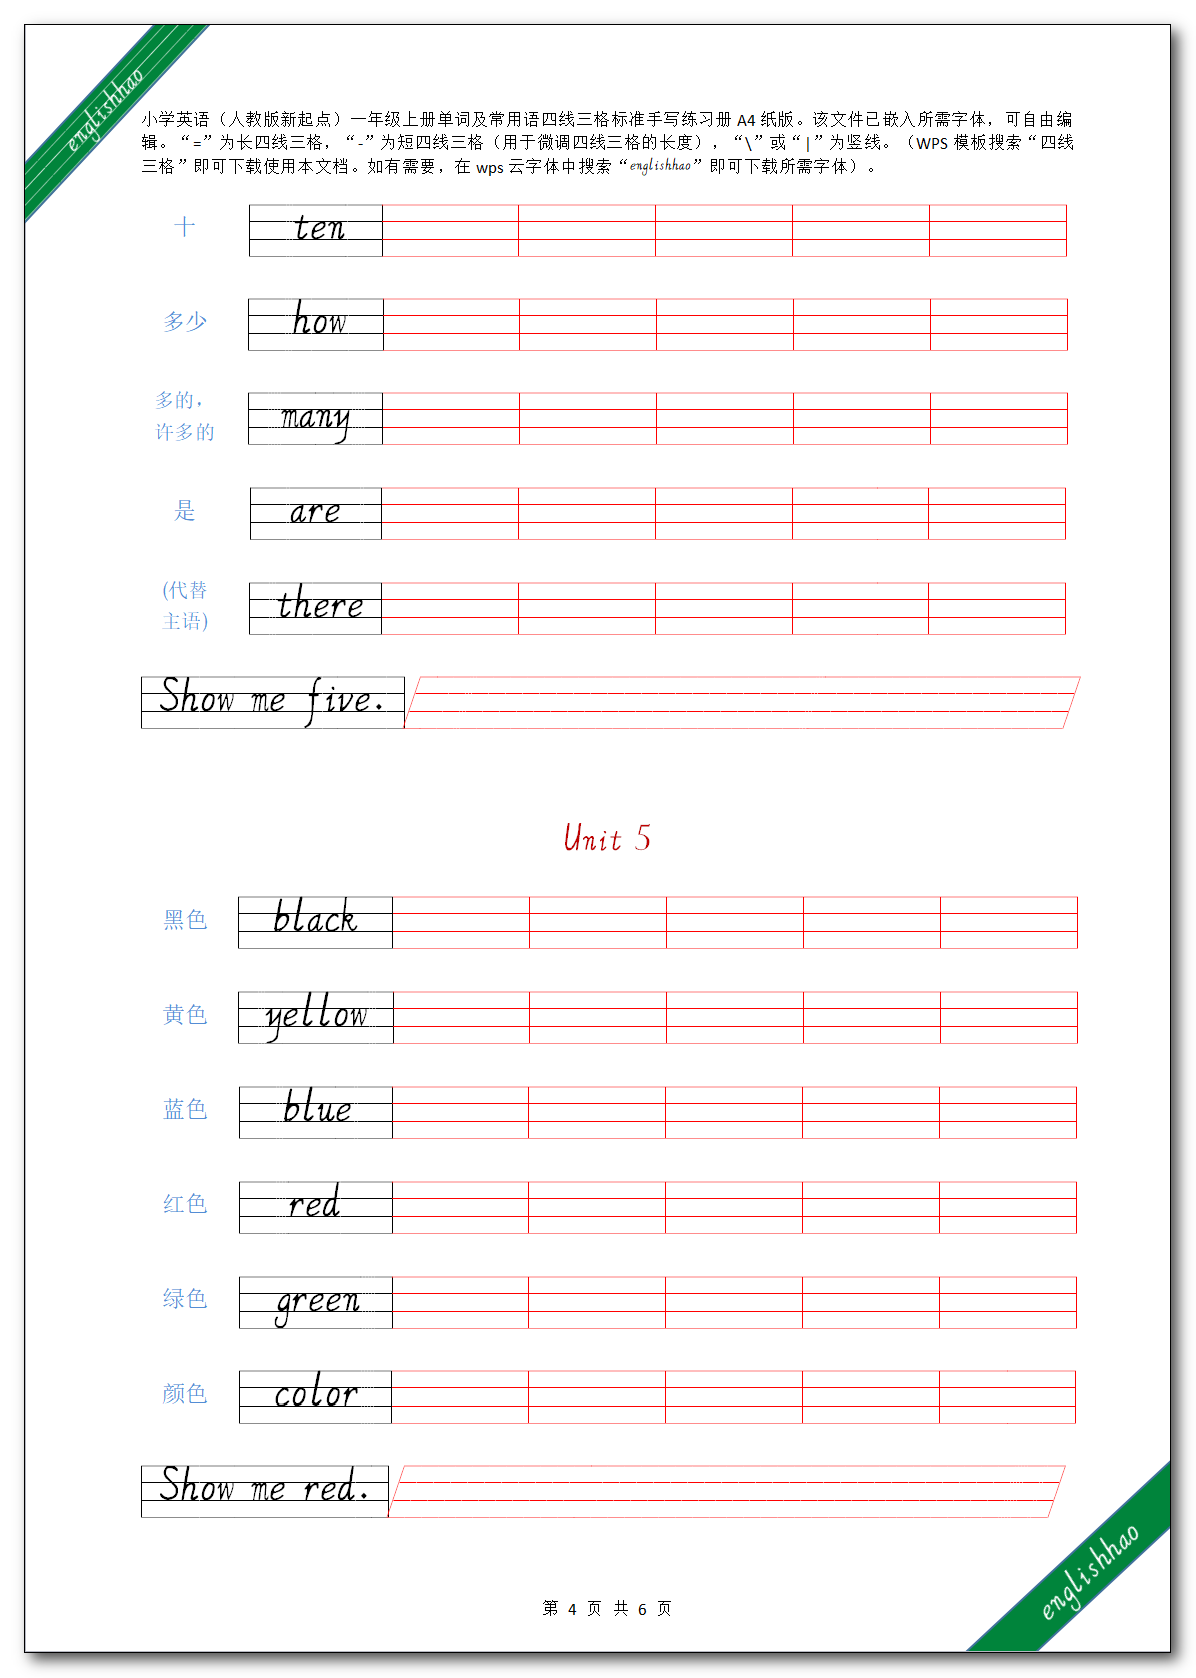 englishhao
小学英语（人教版新起点）一年级上册单词及常用语四线三格标准手写练习册 A4 纸版。该文件已嵌入所需字体，可自由编
辑。“=”为长四线三格，“-”为短四线三格（用于微调四线三格的长度），“\”或“|”为竖线。（WPS 模板搜索“四线
三格”即可下载使用本文档。如有需要，在 wps 云字体中搜索“englishhao”即可下载所需字体）。
十 ten
多少 how
多的，
许多的 many
是 are
(代替
主语) there
Show me five.
Unit 5
黑色 black
黄色 yellow
蓝色 blue
红色 red
绿色 green
颜色 color
Show me red.
englishhao
第 4 页 共 6 页